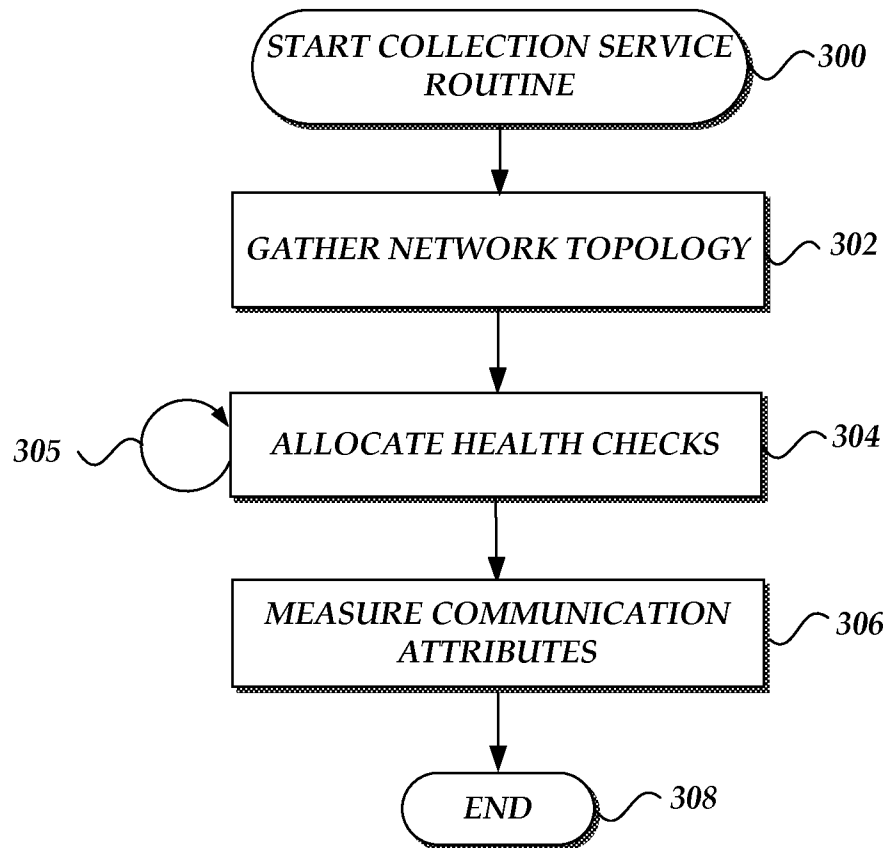 START COLLECTION SERVICE
ROUTINE
300
GATHER NETWORK TOPOLOGY
302
305
ALLOCATE HEALTH CHECKS
304
MEASURE COMMUNICATION
ATTRIBUTES
306
END
308